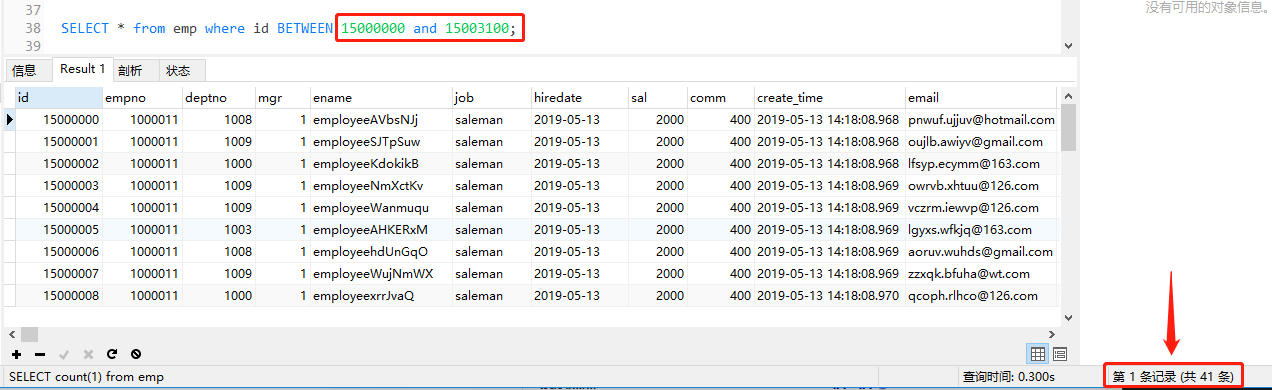 37
没有可用的对象信息。
38 SELECT * from emp where id BETWEEN 15000000 and 15003100;
39
信息 Result 1 剖析 状态
id empno deptno mgr ename job hiredate sal comm create_time email
15000000 1000011 1008 1 employeeAVbsNJj saleman 2019-05-13 2000 400 2019-05-13 14:18:08.968 pnwuf.ujjuv@hotmail.com
15000001 1000011 1009 1 employeeSJTpSuw saleman 2019-05-13 2000 400 2019-05-13 14:18:08.968 oujlb.awiyv@gmail.com
15000002 1000011 1000 1 employeeKdokikB saleman 2019-05-13 2000 400 2019-05-13 14:18:08.968 lfsyp.ecymm@163.com
15000003 1000011 1009 1 employeeNmXctKv saleman 2019-05-13 2000 400 2019-05-13 14:18:08.969 owrvb.xhtuu@126.com
15000004 1000011 1009 1 employeeWanmuqu saleman 2019-05-13 2000 400 2019-05-13 14:18:08.969 vczrm.iewvp@126.com
15000005 1000011 1003 1 employeeAHKERxM saleman 2019-05-13 2000 400 2019-05-13 14:18:08.969 lgyxs.wfkjq@163.com
15000006 1000011 1008 1 employeehdUnGqO saleman 2019-05-13 2000 400 2019-05-13 14:18:08.969 aoruv.wuhds@gmail.com
15000007 1000011 1009 1 employeeWujNmWX saleman 2019-05-13 2000 400 2019-05-13 14:18:08.969 zzxqk.bfuha@wt.com
15000008 1000011 1000 1 employeexrrJvaQ saleman 2019-05-13 2000 400 2019-05-13 14:18:08.970 qcoph.rlhco@126.com
SELECT count(1) from emp 查询时间: 0.300s 第 1 条记录 (共 41 条)